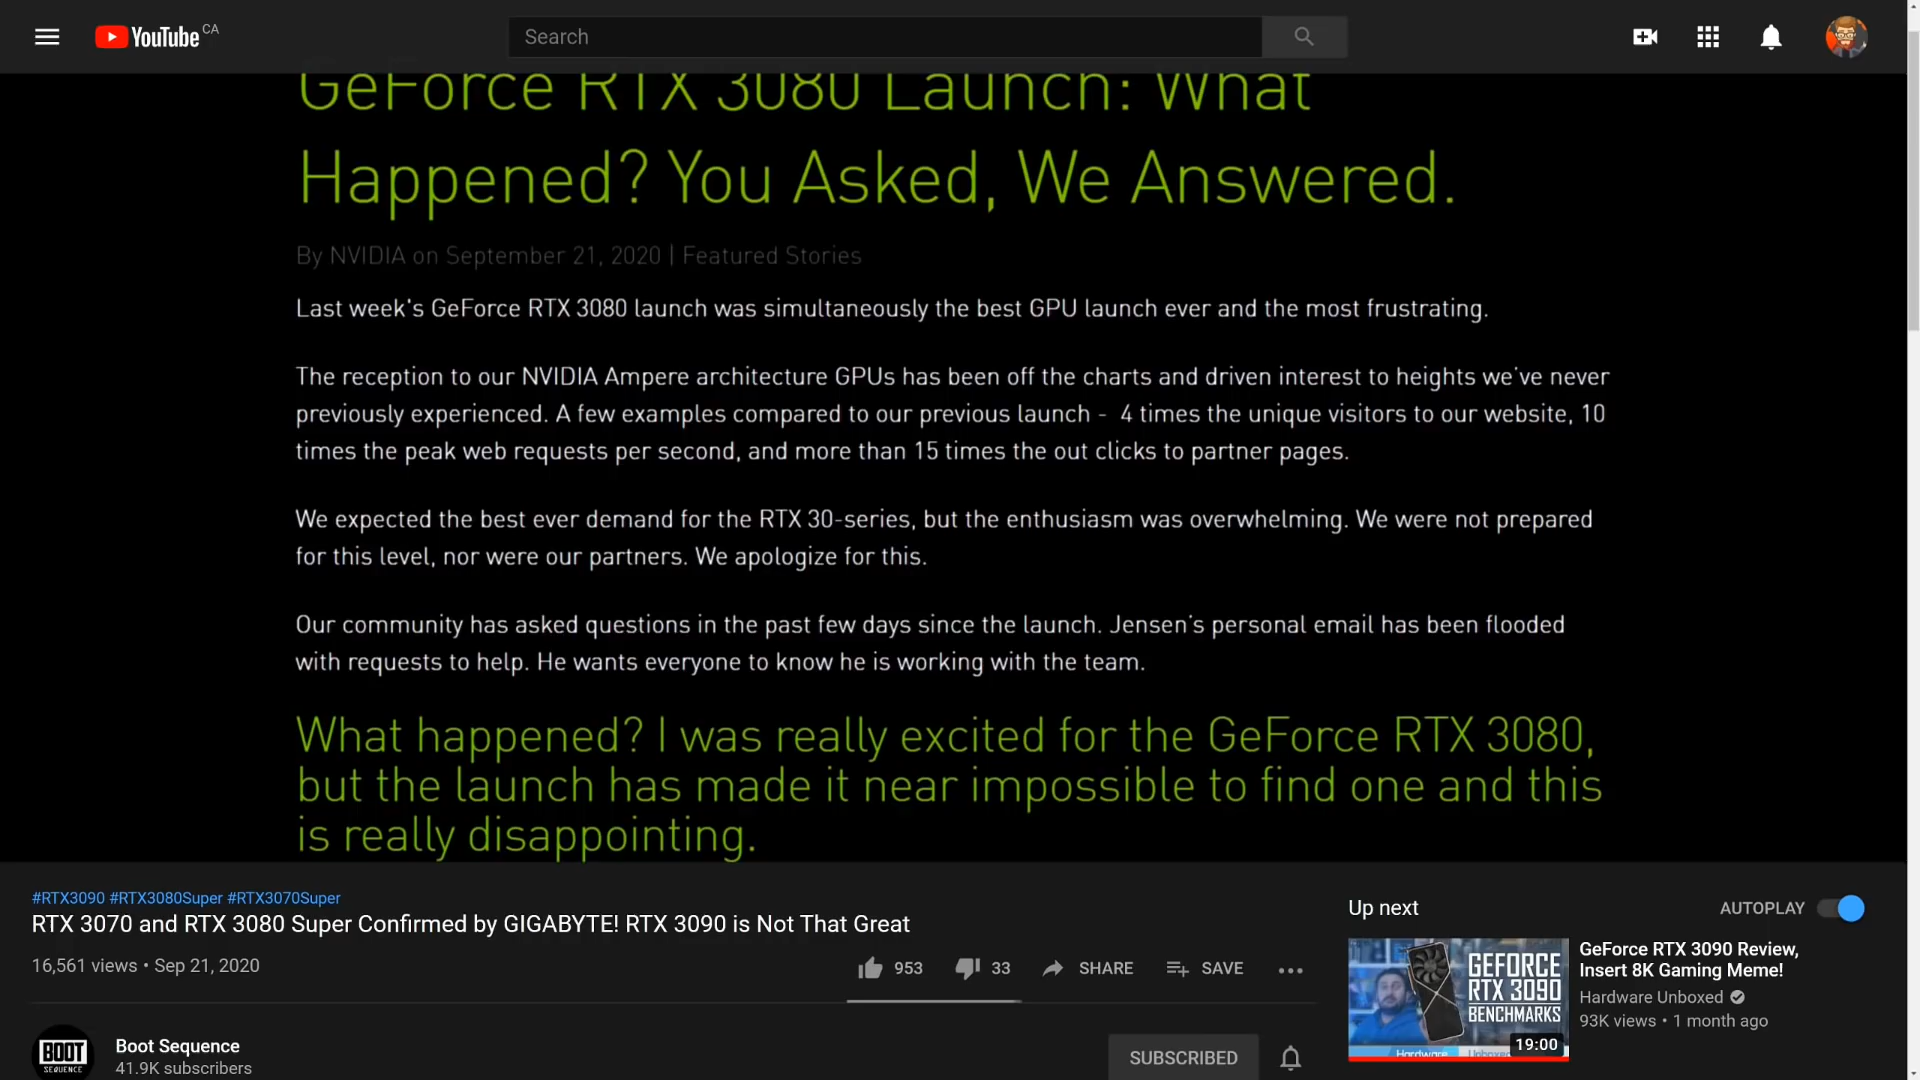 YouTube CA
Search
GeForce RTX 3080 Launch: What
Happened? You Asked, We Answered.
By NVIDIA on September 21, 2020 | Featured Stories
Last week's GeForce RTX 3080 launch was simultaneously the best GPU launch ever and the most frustrating.
The reception to our NVIDIA Ampere architecture GPUs has been off the charts and driven interest to heights we've never
previously experienced. A few examples compared to our previous launch - 4 times the unique visitors to our website, 10
times the peak web requests per second, and more than 15 times the out clicks to partner pages.
We expected the best ever demand for the RTX 30-series, but the enthusiasm was overwhelming. We were not prepared
for this level, nor were our partners. We apologize for this.
Our community has asked questions in the past few days since the launch. Jensen's personal email has been flooded
with requests to help. He wants everyone to know he is working with the team.
What happened? I was really excited for the GeForce RTX 3080,
but the launch has made it near impossible to find one and this
is really disappointing.
#RTX3090 #RTX3080Super #RTX3070Super
RTX 3070 and RTX 3080 Super Confirmed by GIGABYTE! RTX 3090 is Not That Great
16,561 views • Sep 21, 2020
953
33
SHARE
SAVE
BOOT
SEQUENCE
Boot Sequence
41.9K subscribers
SUBSCRIBED
Up next
AUTOPLAY
GEFORCE
RTX 3090
BENCHMARKS
Hardware Unboxed
19:00
GeForce RTX 3090 Review,
Insert 8K Gaming Meme!
Hardware Unboxed
93K views • 1 month ago